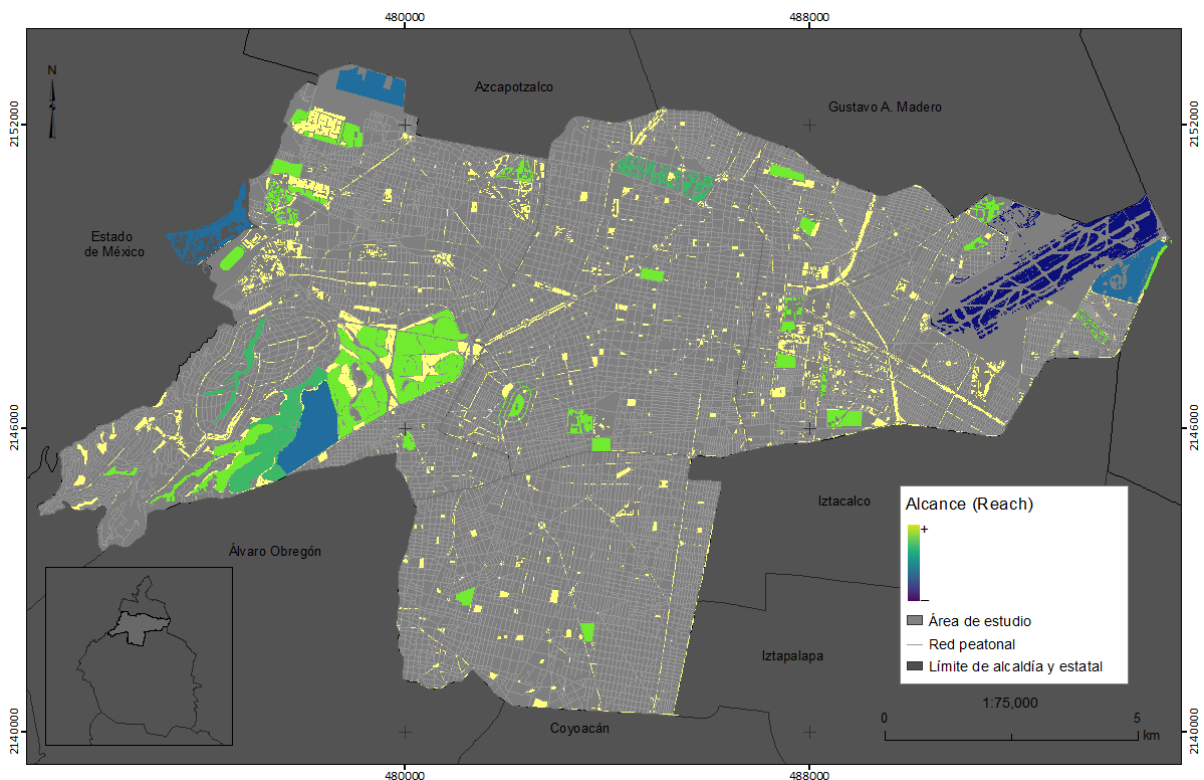 480000
488000
N
Azcapotzalco
Gustavo A. Madero
2152000
2152000
Estado
de México
2146000
2146000
Iztacalco
Álvaro Obregón
Alcance (Reach)
+
−
Área de estudio
Red peatonal
Límite de alcaldía y estatal
Iztapalapa
1:75,000
0
5
km
Coyoacán
2140000
2140000
480000
488000